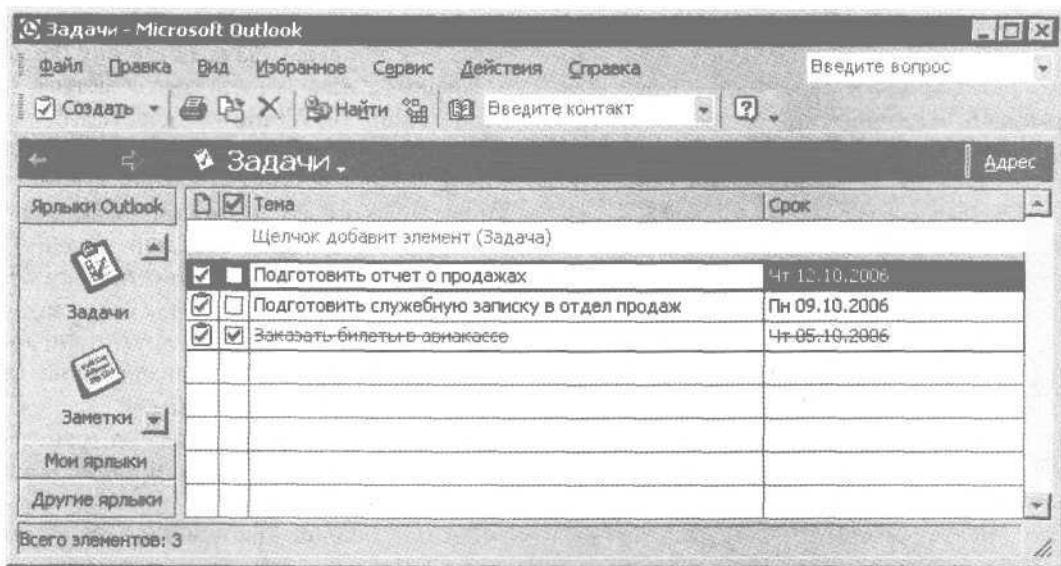 Задачи - Microsoft Outlook
Файл Правка Вид Избранное Сервис Действия Справка Введите вопрос
Создать Найти Введите контакт
Задачи Адрес
Ярлыки Outlook Тема Срок
Щелчок добавит элемент (Задача)
Подготовить отчет о продажах Чт 12.10.2006
Задачи Подготовить служебную записку в отдел продаж Пн 09.10.2006
Заказать билеты в авиакассе Чт 05.10.2006
Заметки
Мои ярлыки
Другие ярлыки
Всего элементов: 3